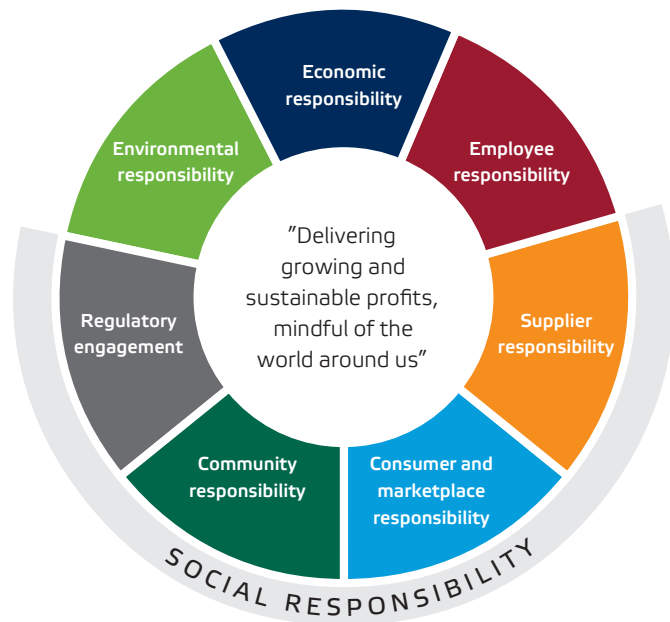 Economic
responsibility
Employee
responsibility
Supplier
responsibility
Consumer and
marketplace
responsibility
Community
responsibility
Regulatory
engagement
Environmental
responsibility
”Delivering
growing and
sustainable profits,
mindful of the
world around us”
SOCIAL RESPONSIBILITY